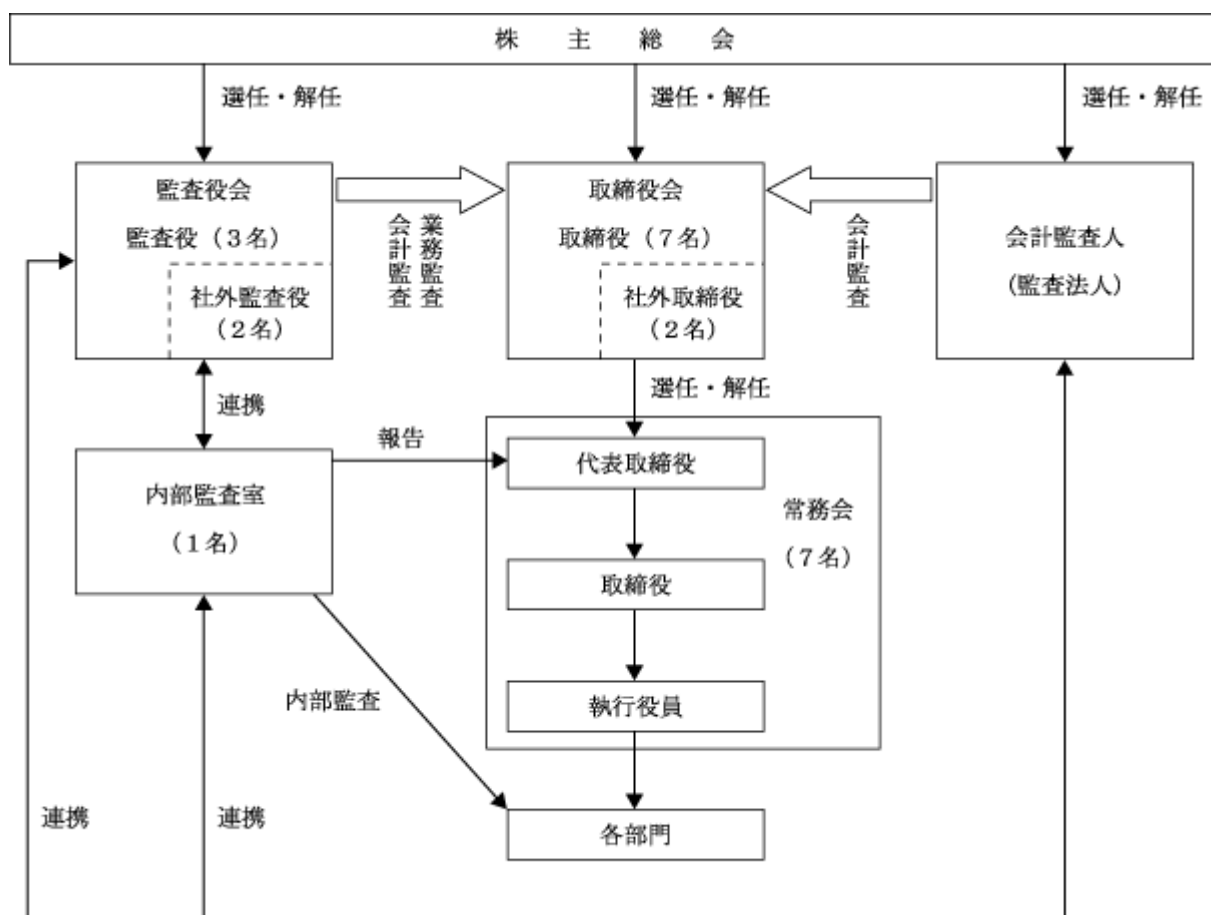 株主総会
選任・解任
選任・解任
選任・解任
監査役会
監査役(3名)
社外監査役
(2名)
業務監査
会計監査
取締役会
取締役(7名)
社外取締役
(2名)
会計監査
会計監査人
(監査法人)
連携
選任・解任
内部監査室
(1名)
報告
代表取締役
常務会
(7名)
取締役
執行役員
内部監査
各部門
連携
連携